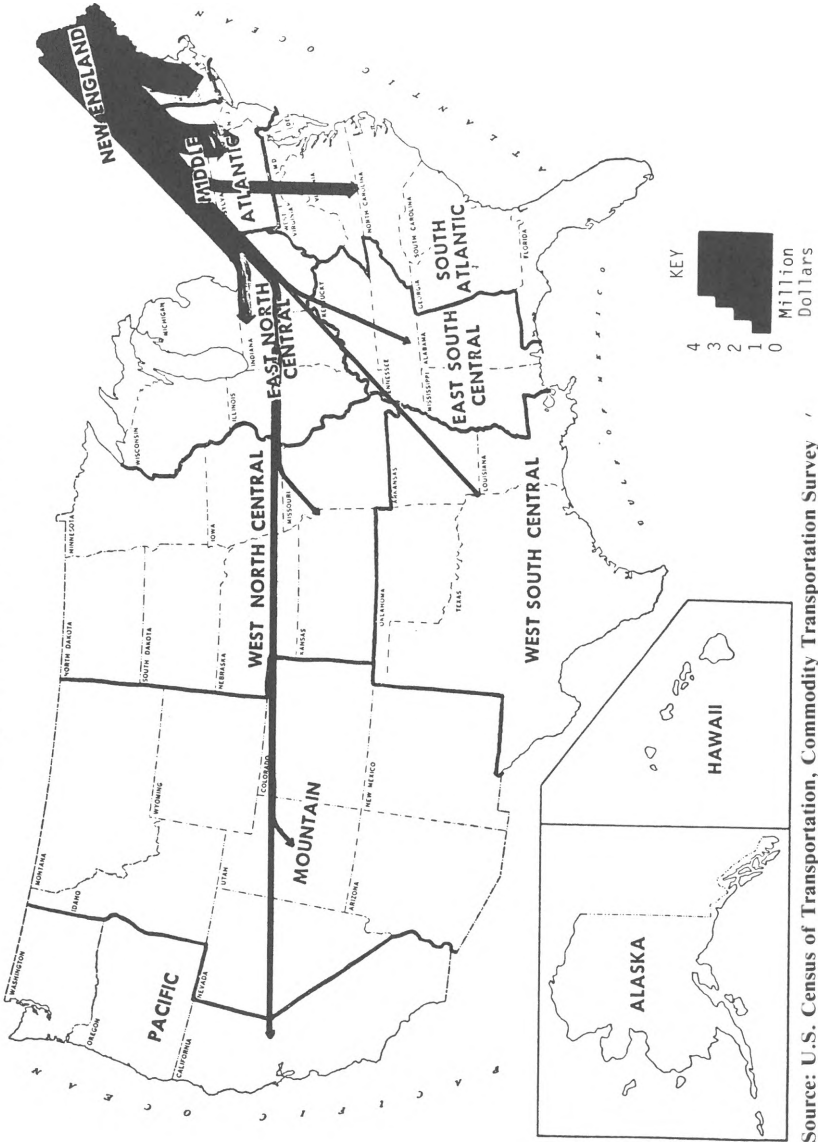 NEW ENGLAND
MIDDLE
ATLANTIC
SOUTH
ATLANTIC
EAST NORTH
CENTRAL
EAST SOUTH
CENTRAL
WEST NORTH CENTRAL
WEST SOUTH CENTRAL
MOUNTAIN
PACIFIC
WASHINGTON
OREGON
CALIFORNIA
NEVADA
IDAHO
MONTANA
WYOMING
UTAH
COLORADO
ARIZONA
NEW MEXICO
NORTH DAKOTA
SOUTH DAKOTA
NEBRASKA
KANSAS
OKLAHOMA
TEXAS
MINNESOTA
IOWA
MISSOURI
ARKANSAS
LOUISIANA
WISCONSIN
ILLINOIS
MICHIGAN
INDIANA
KENTUCKY
TENNESSEE
MISSISSIPPI
ALABAMA
GEORGIA
FLORIDA
SOUTH CAROLINA
NORTH CAROLINA
WEST
VIRGINIA
MD
DE
ATLANTIC OCEAN
PACIFIC OCEAN
GULF OF MEXICO
ALASKA
HAWAII
KEY
4
3
2
1
0
Million
Dollars
Source: U.S. Census of Transportation, Commodity Transportation Survey